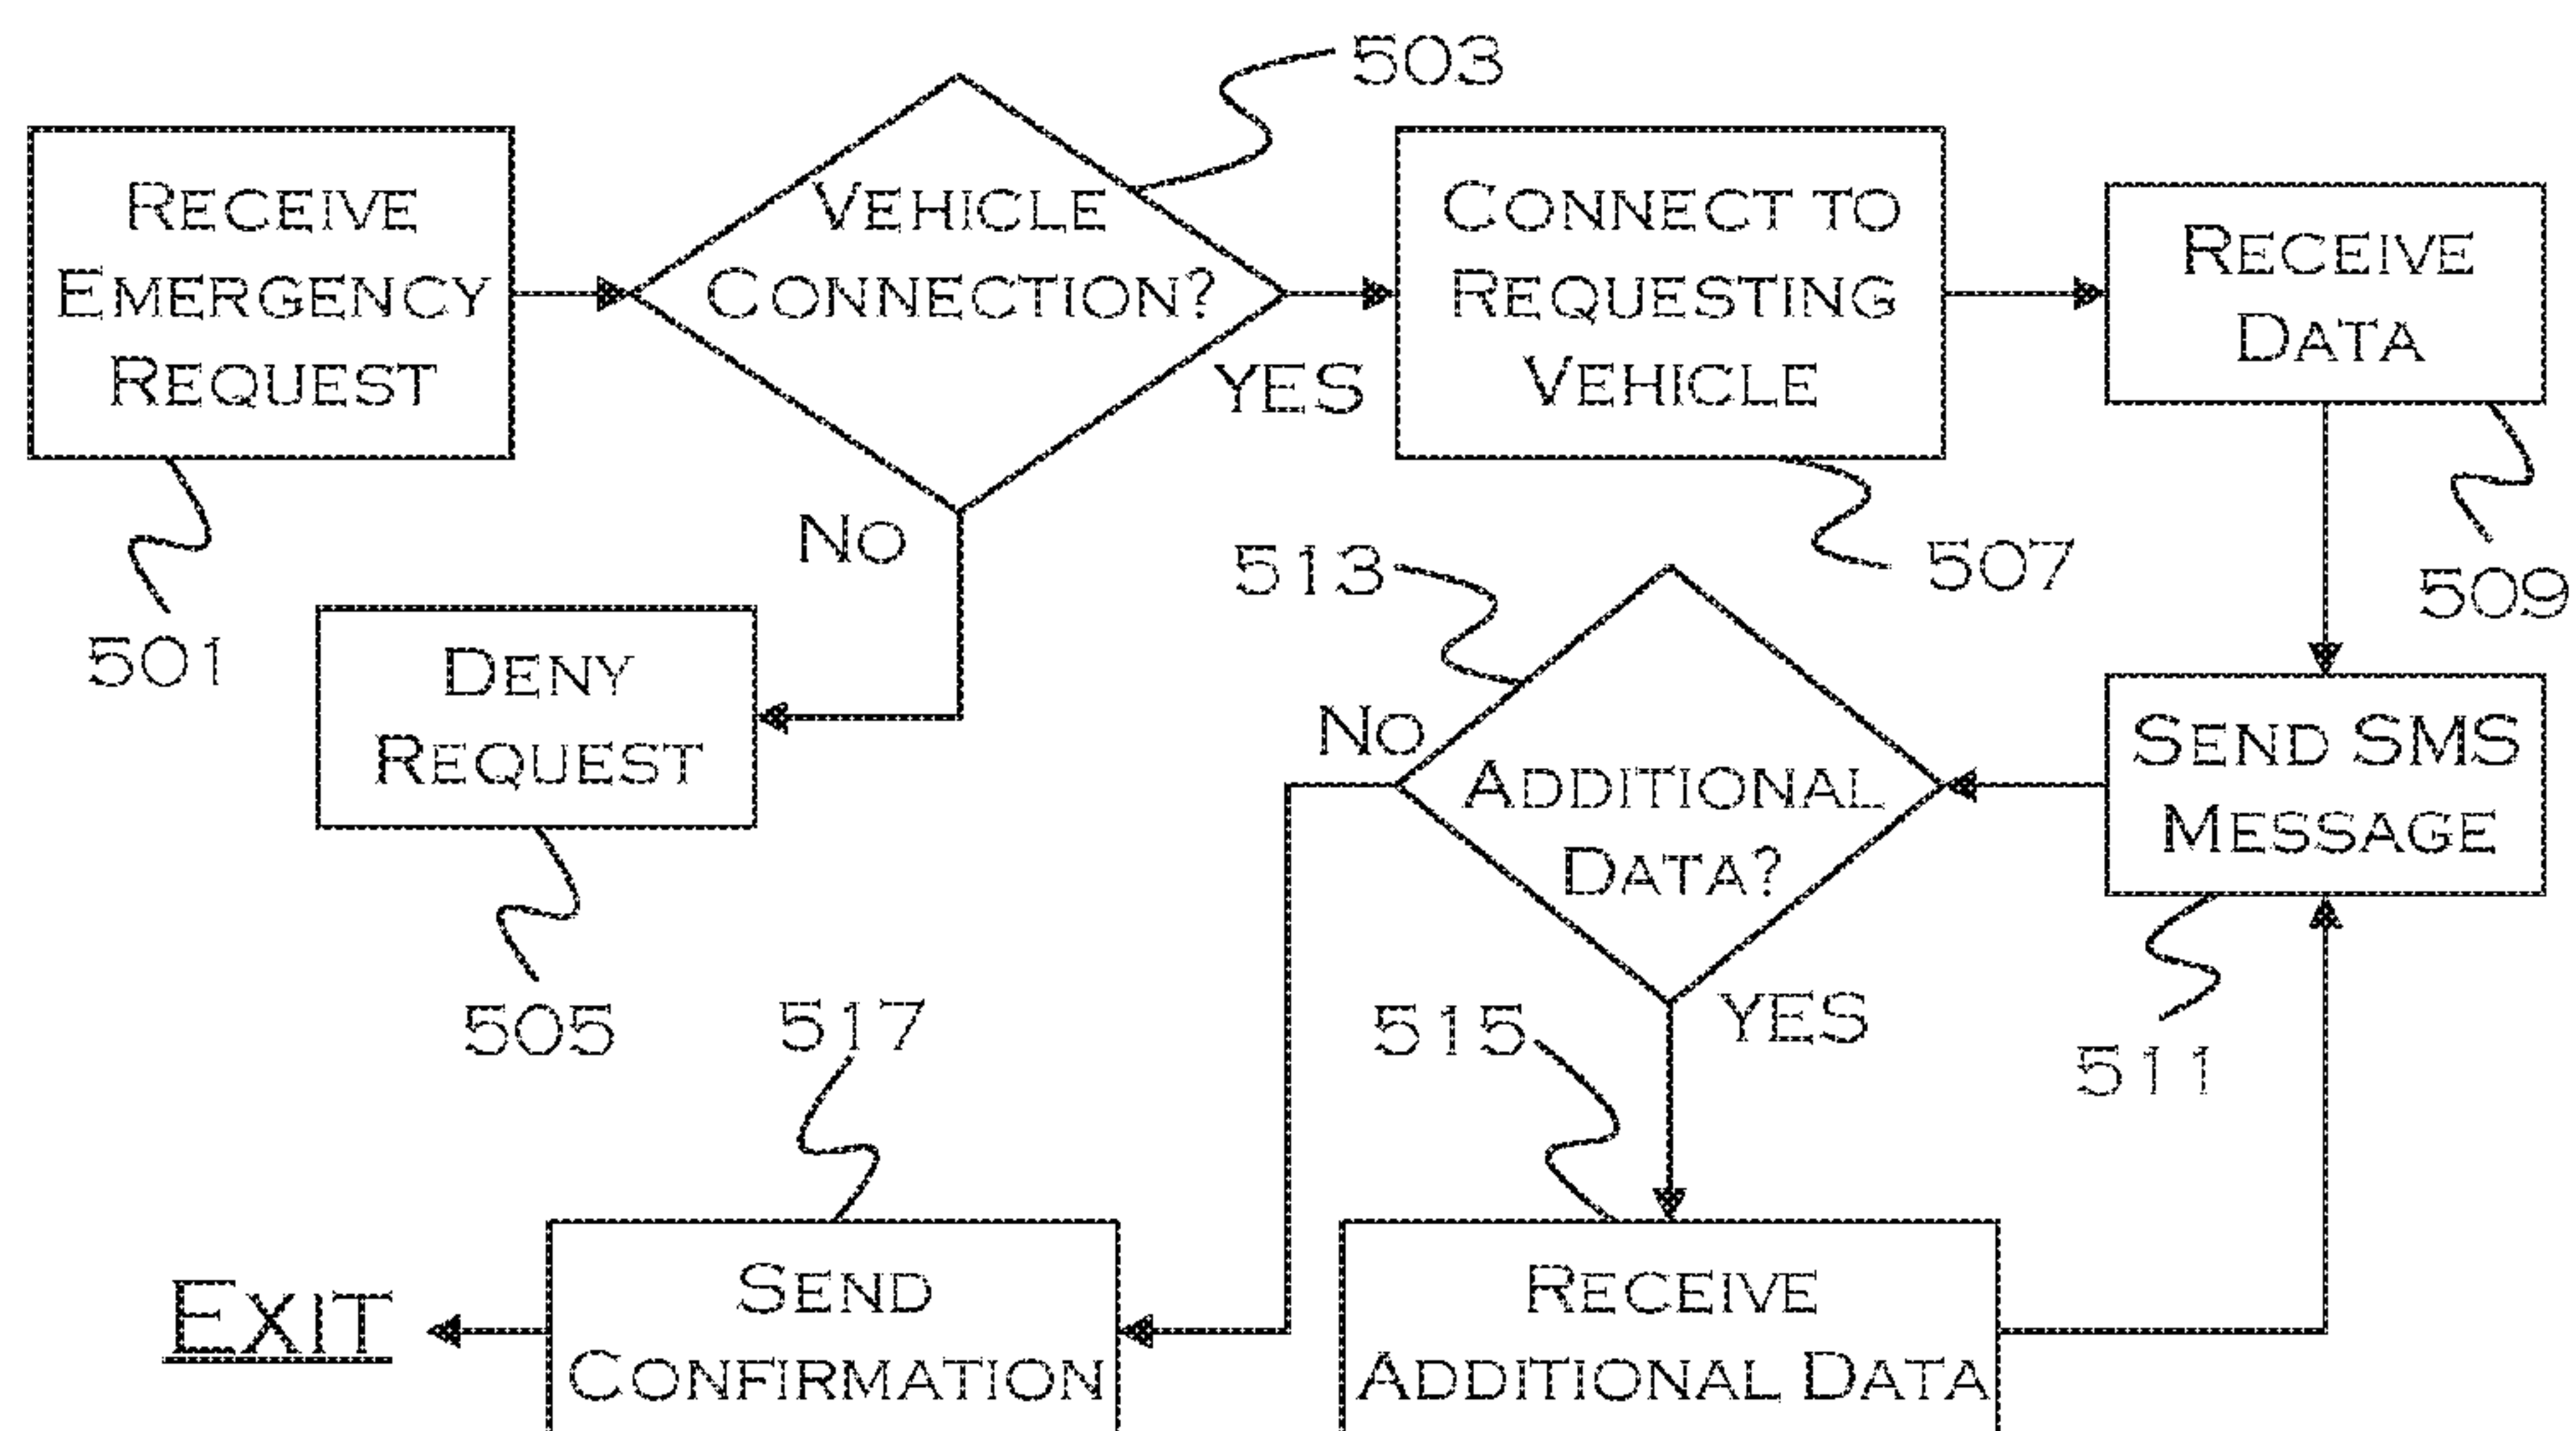 503
RECEIVE
EMERGENCY
REQUEST
VEHICLE
CONNECTION?
CONNECT TO
REQUESTING
VEHICLE
RECEIVE
DATA
YES
NO
501
507
509
513
DENY
REQUEST
NO
ADDITIONAL
DATA?
SEND SMS
MESSAGE
505
517
515
YES
511
EXIT
SEND
CONFIRMATION
RECEIVE
ADDITIONAL DATA